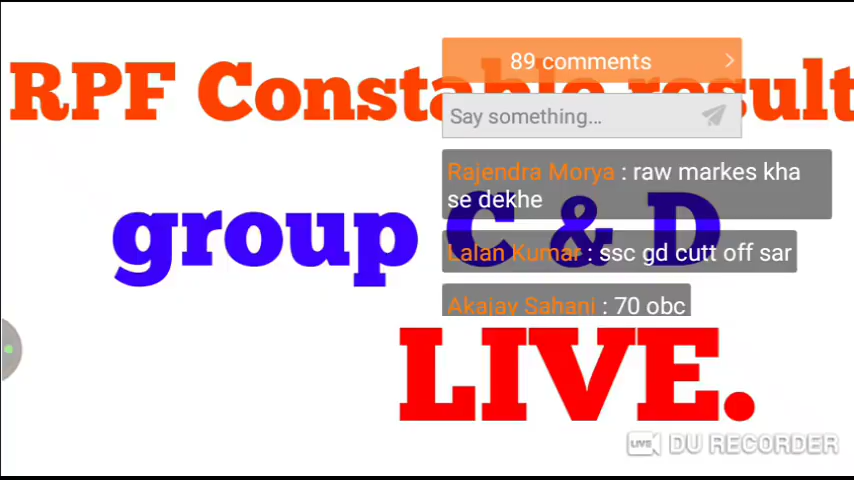 RPF Constable result
89 comments
Say something...
Rajendra Morya : raw markes kha
se dekhe
group C & D
Lalan Kumar : ssc gd cutt off sar
Akajay Sahani : 70 obc
LIVE.
LIVE DU RECORDER